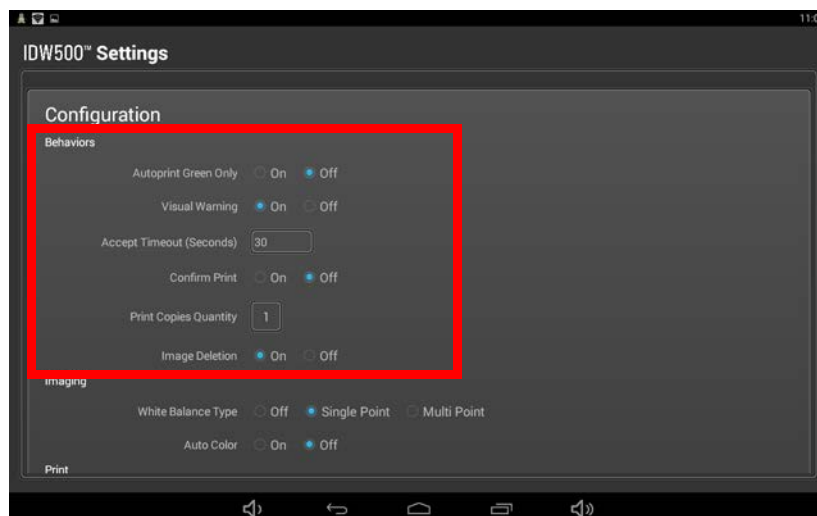 11:0
IDW500™ Settings
Configuration
Behaviors
Autoprint Green Only On Off
Visual Warning On Off
Accept Timeout (Seconds) 30
Confirm Print On Off
Print Copies Quantity 1
Image Deletion On Off
Imaging
White Balance Type Off Single Point Multi Point
Auto Color On Off
Print